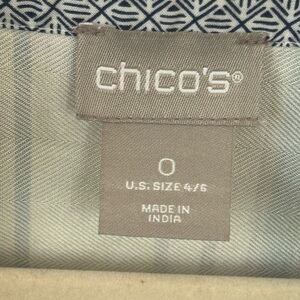 chico's®
0
U.S. SIZE 4/6
MADE IN
INDIA